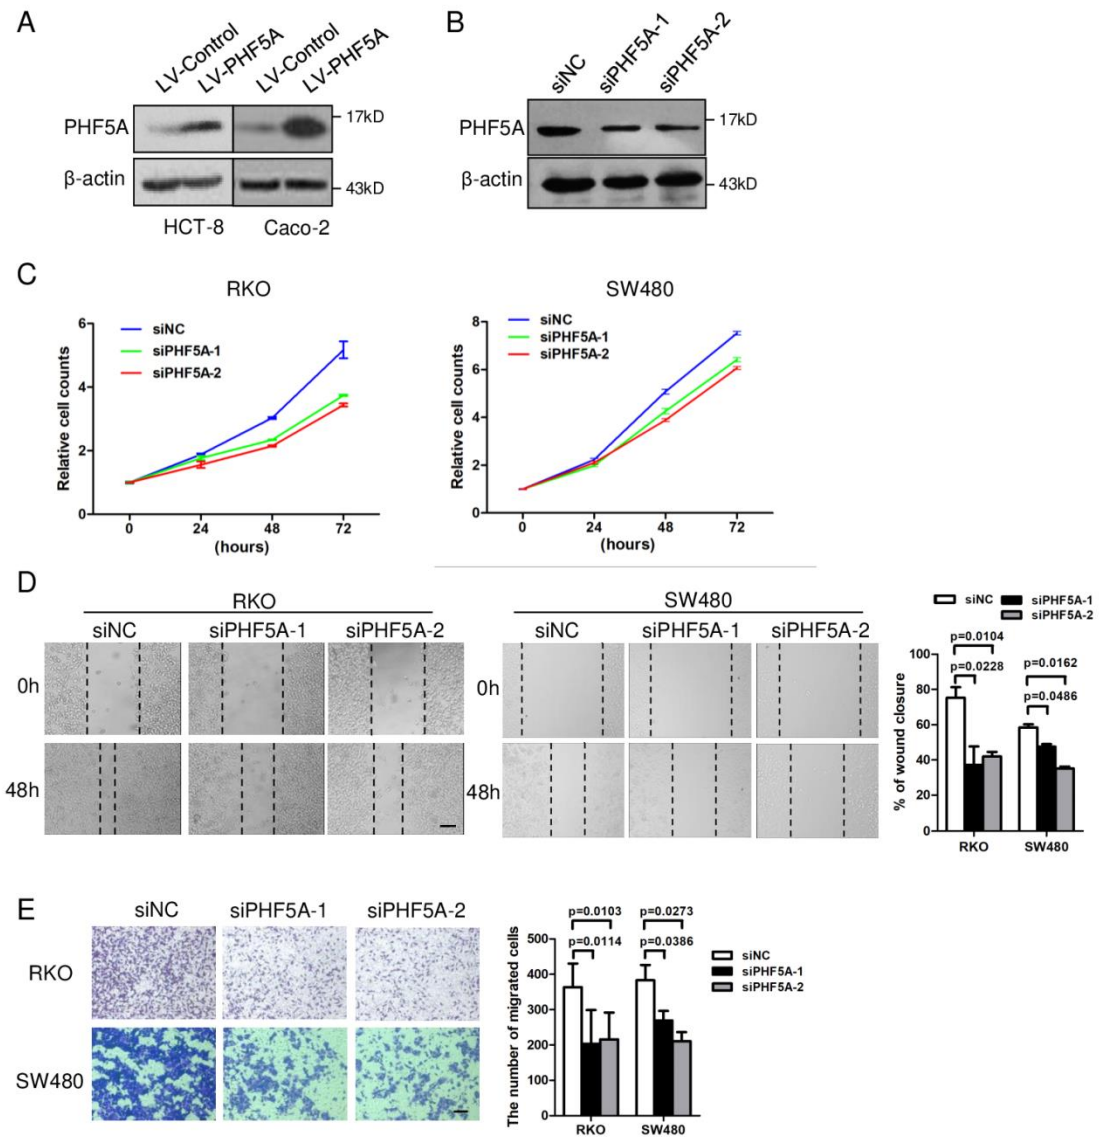 A
LV-Control
LV-PHF5A
LV-Control
LV-PHF5A
PHF5A
17kD
β-actin
43kD
HCT-8 Caco-2
B
siNC
siPHF5A-1
siPHF5A-2
PHF5A
17kD
β-actin
43kD
C
RKO
siNC
siPHF5A-1
siPHF5A-2
Relative cell counts
6
4
2
0
0 24 48 72
(hours)
SW480
siNC
siPHF5A-1
siPHF5A-2
Relative cell counts
8
6
4
2
0
0 24 48 72
(hours)
D
RKO
siNC siPHF5A-1 siPHF5A-2
0h
48h
SW480
siNC siPHF5A-1 siPHF5A-2
0h
48h
siNC siPHF5A-1
siPHF5A-2
p=0.0104
p=0.0228
p=0.0162
p=0.0486
% of wound closure
100
80
60
40
20
0
RKO SW480
E
siNC siPHF5A-1 siPHF5A-2
RKO
SW480
p=0.0103 p=0.0273
p=0.0114 p=0.0386
The number of migrated cells
500
400
300
200
100
0
RKO SW480
siNC
siPHF5A-1
siPHF5A-2